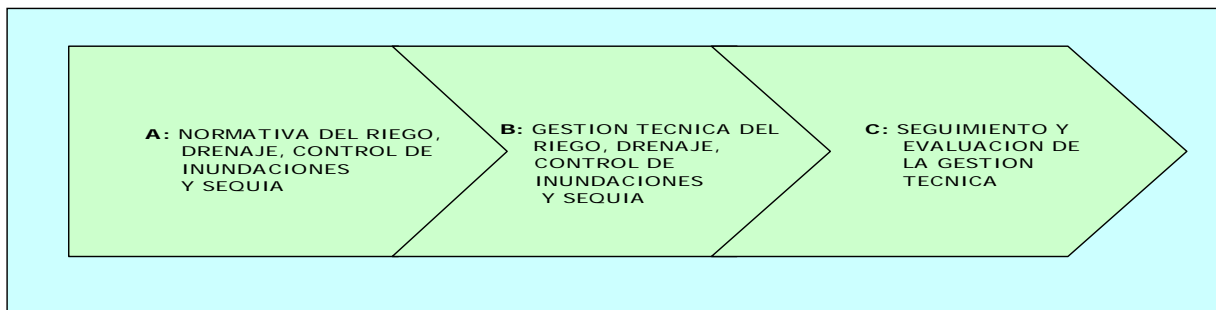 A: NORMATIVA DEL RIEGO,
DRENAJE, CONTROL DE
INUNDACIONES
Y SEQUIA
B: GESTION TECNICA DEL
RIEGO, DRENAJE,
CONTROL DE
INUNDACIONES
Y SEQUIA
C: SEGUIMIENTO Y
EVALUACION DE
LA GESTION
TECNICA